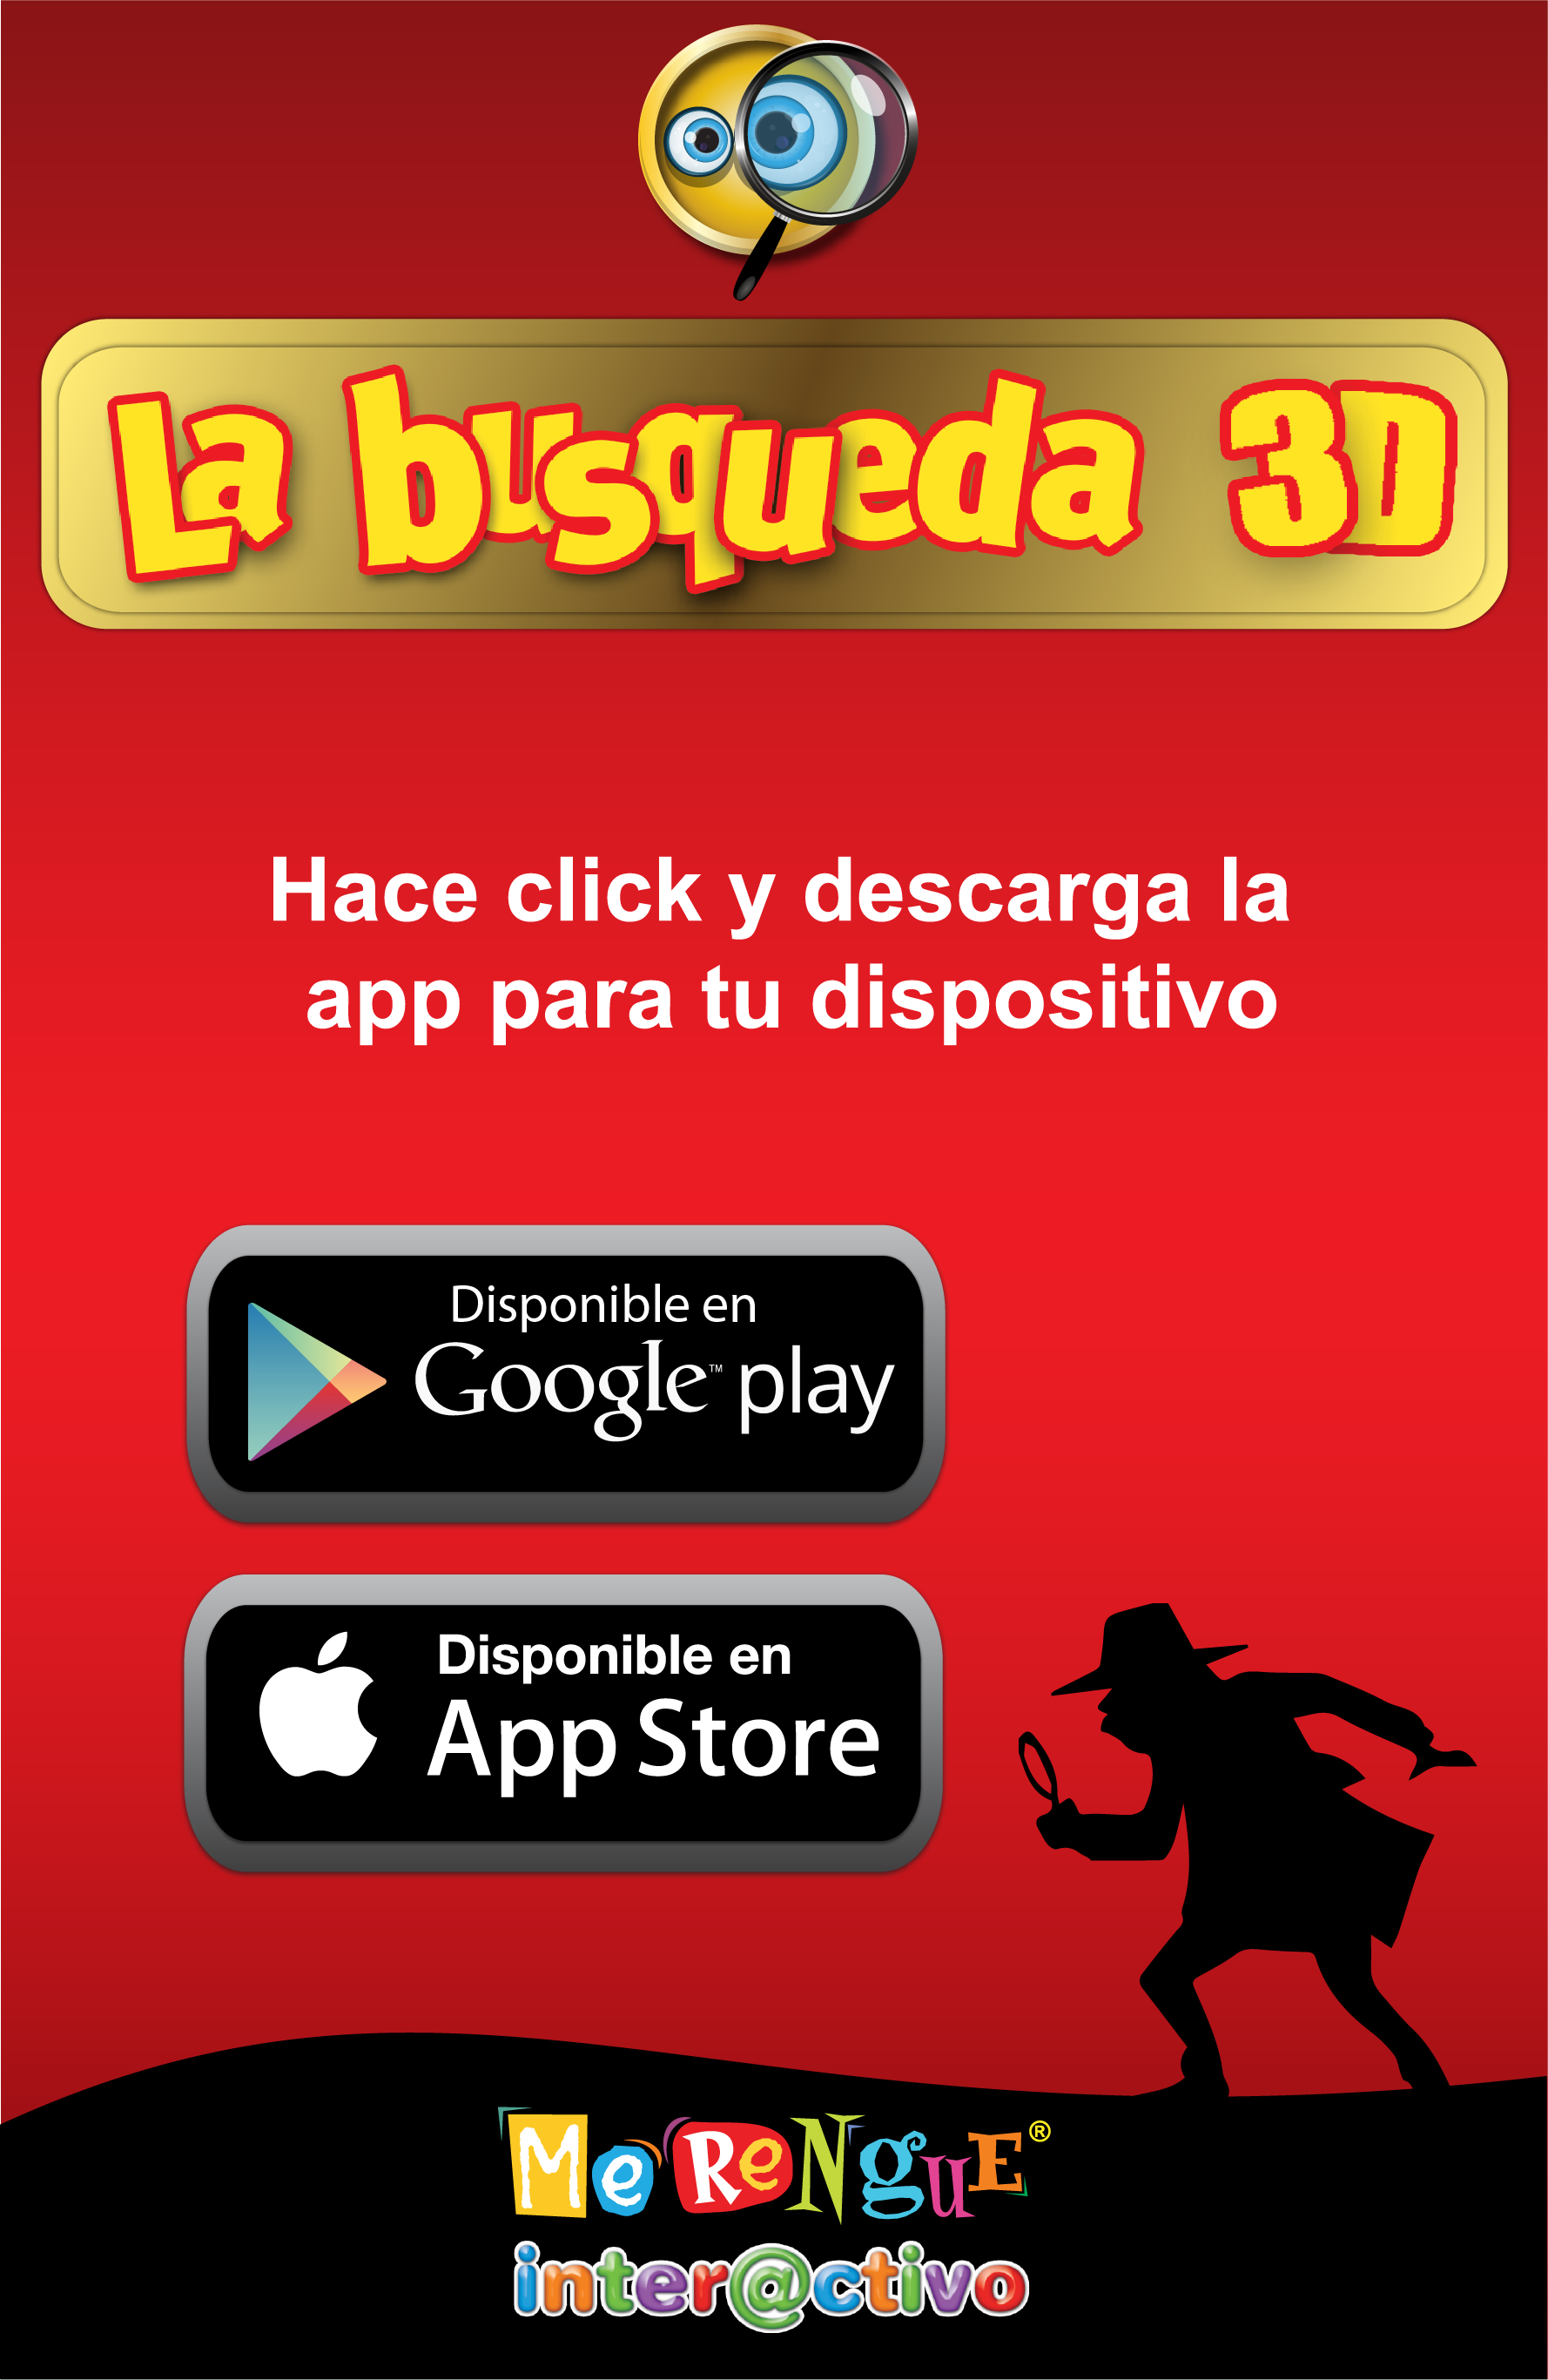 La busqueda 3D
Hace click y descarga la
app para tu dispositivo
Disponible en
Google™ play
Disponible en
App Store
MeReNguE®
inter@ctivo